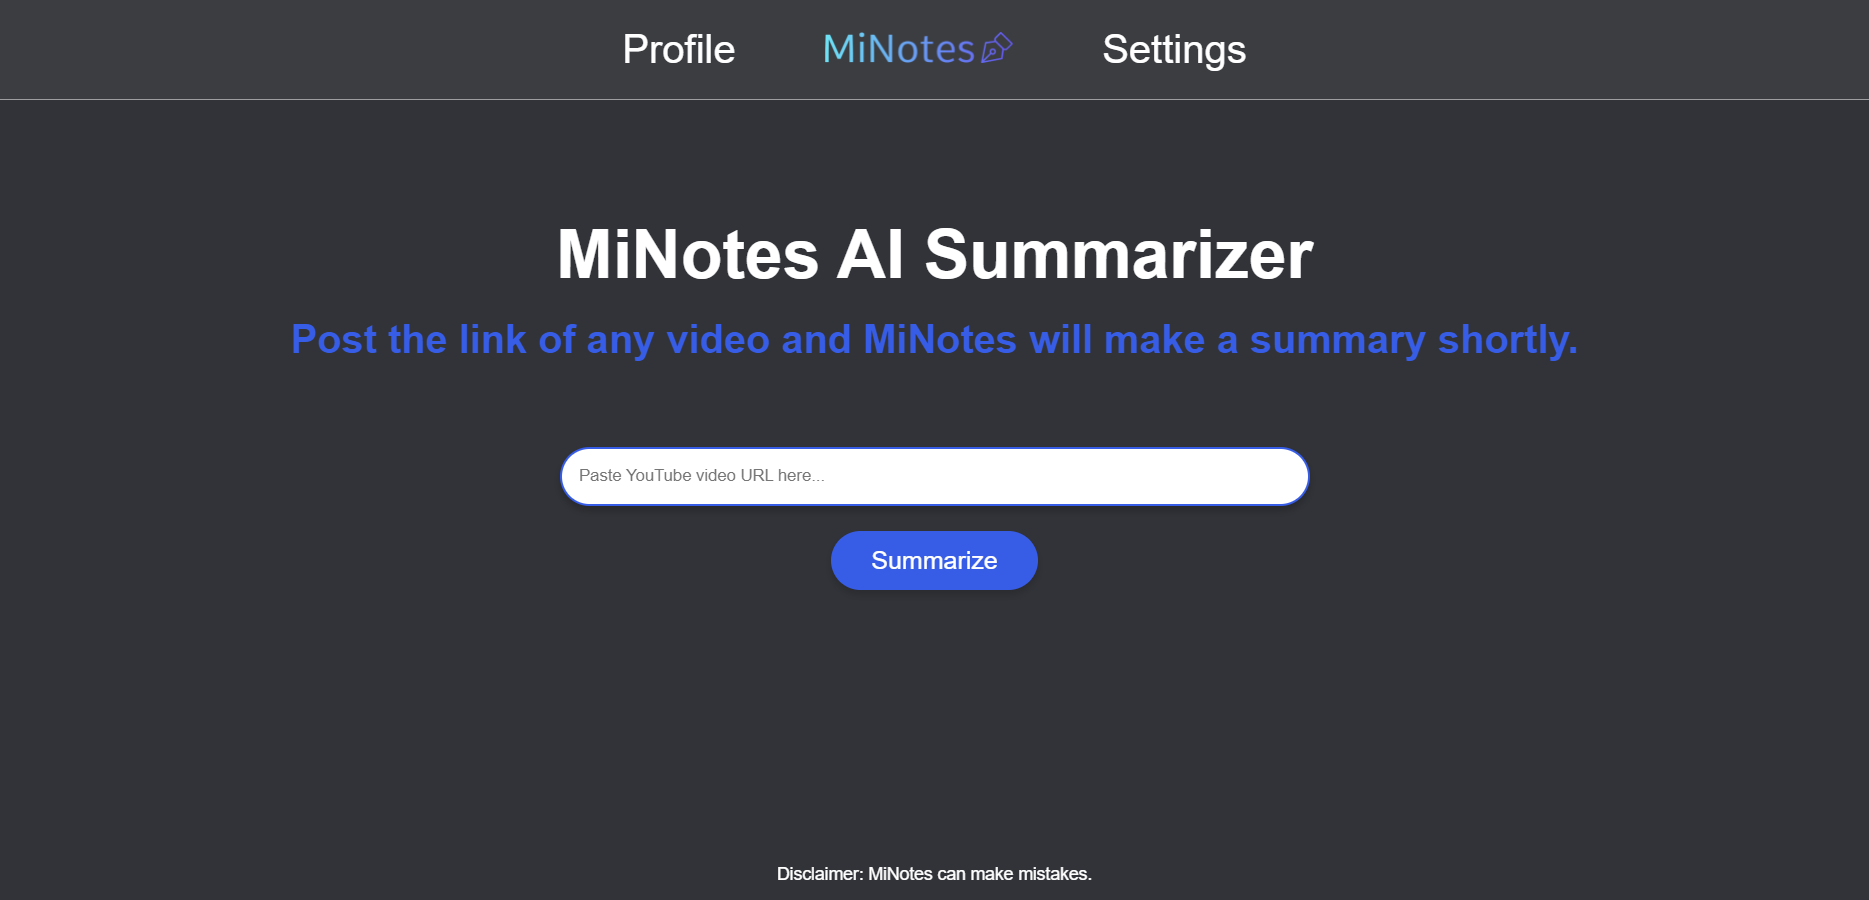 Profile MiNotes Settings
MiNotes AI Summarizer
Post the link of any video and MiNotes will make a summary shortly.
Paste YouTube video URL here...
Summarize
Disclaimer: MiNotes can make mistakes.